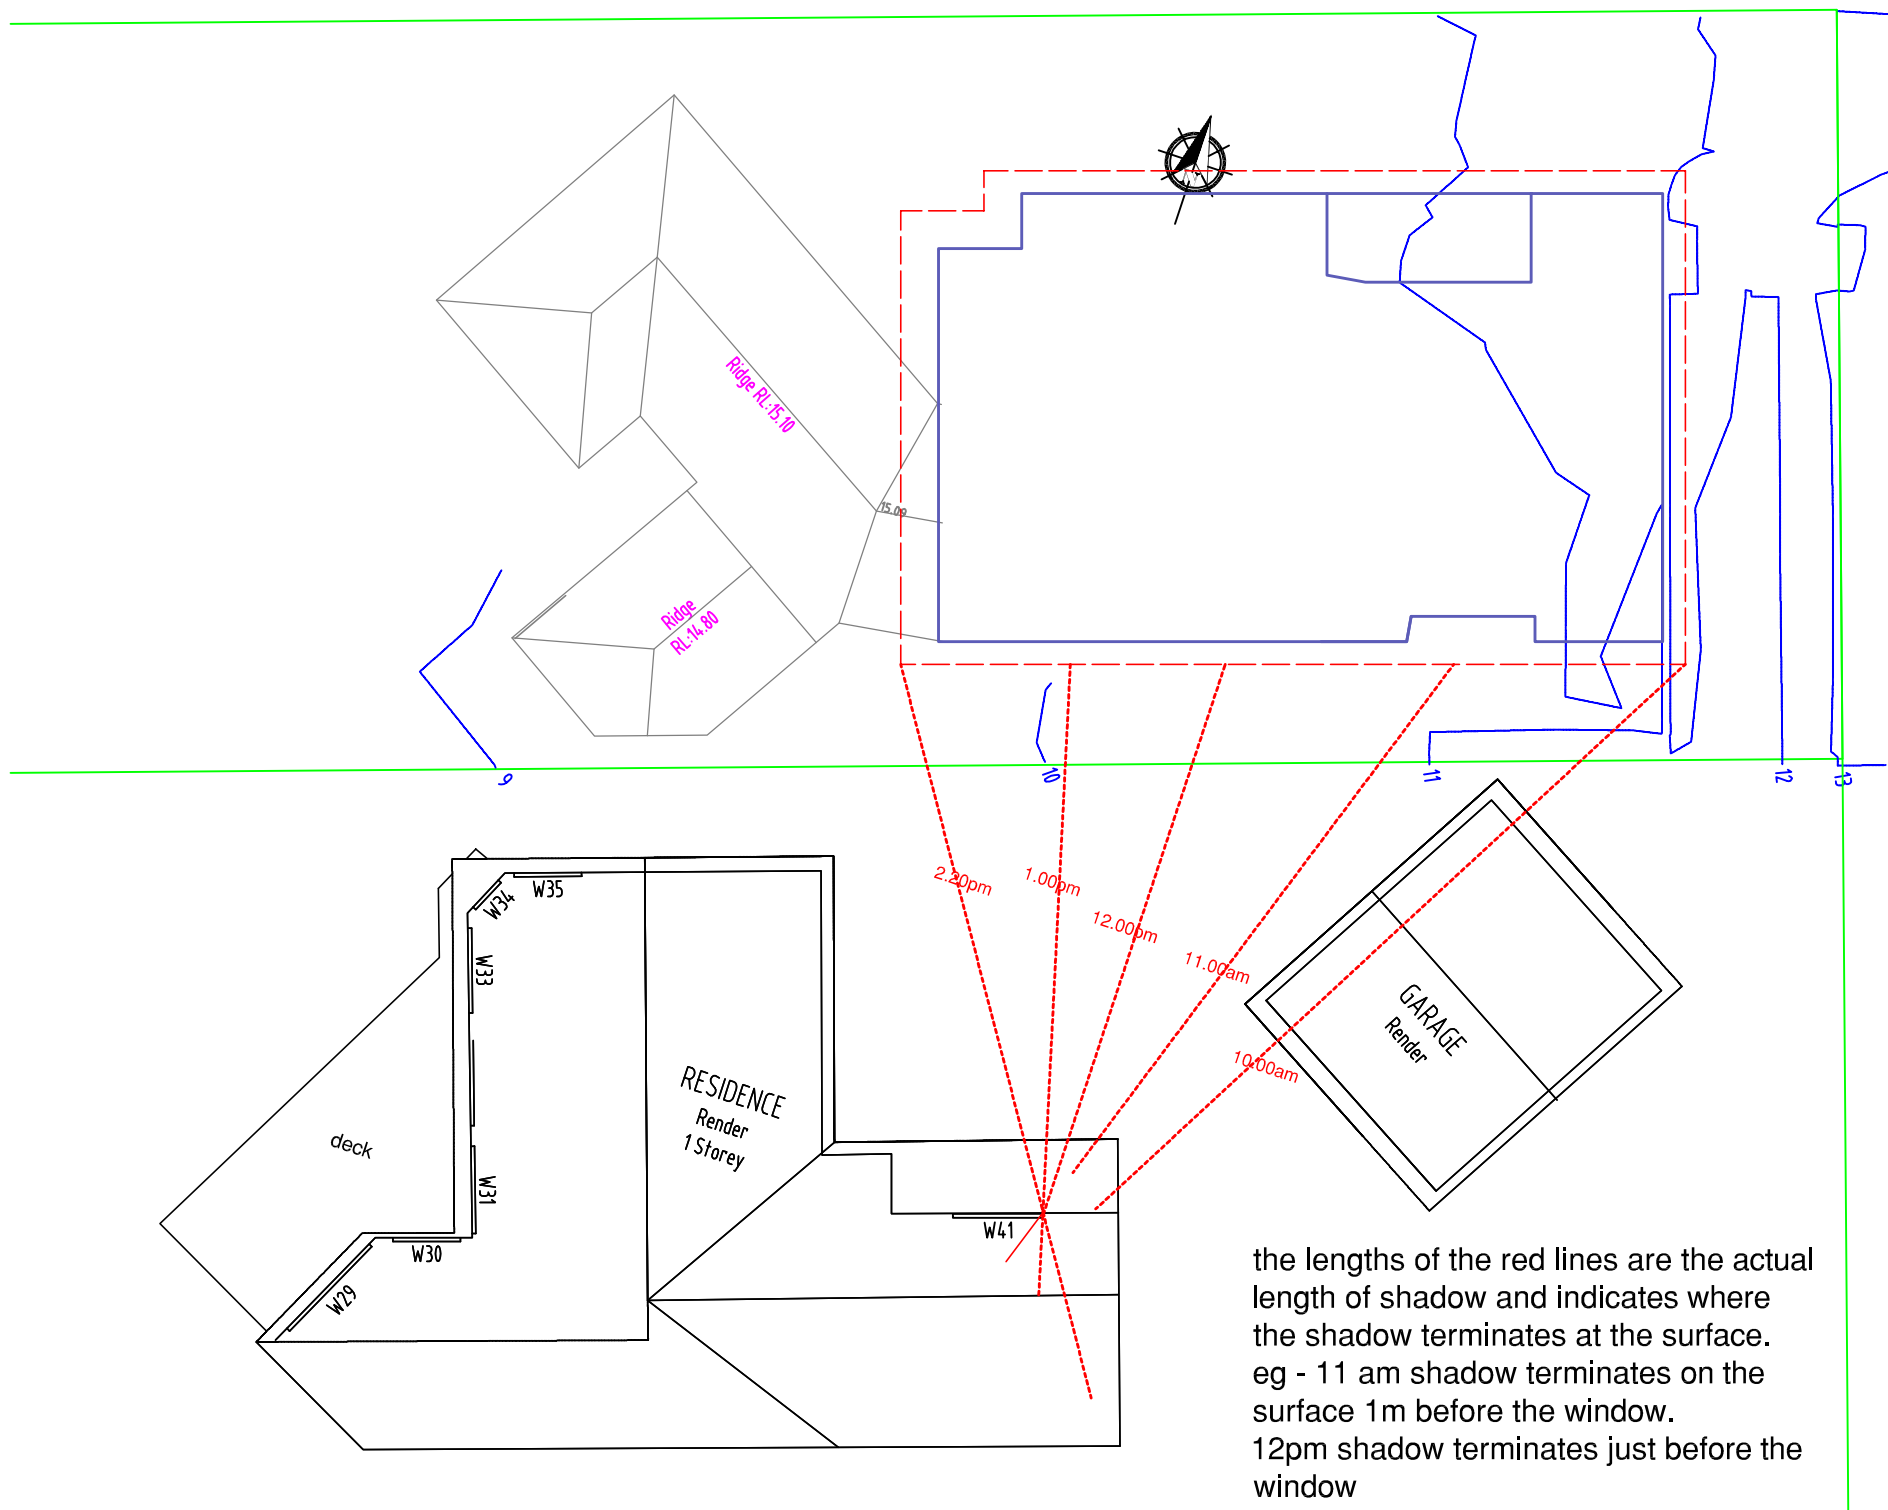 Ridge RL:15.10
15.09
Ridge
RL:14.80
9
10
11
12
13
2.20pm
1.00pm
12.00pm
11.00am
10.00am
W35
W34
W33
W31
W30
W29
W41
deck
RESIDENCE
Render
1 Storey
GARAGE
Render
the lengths of the red lines are the actual
length of shadow and indicates where
the shadow terminates at the surface.
eg - 11 am shadow terminates on the
surface 1m before the window.
12pm shadow terminates just before the
window